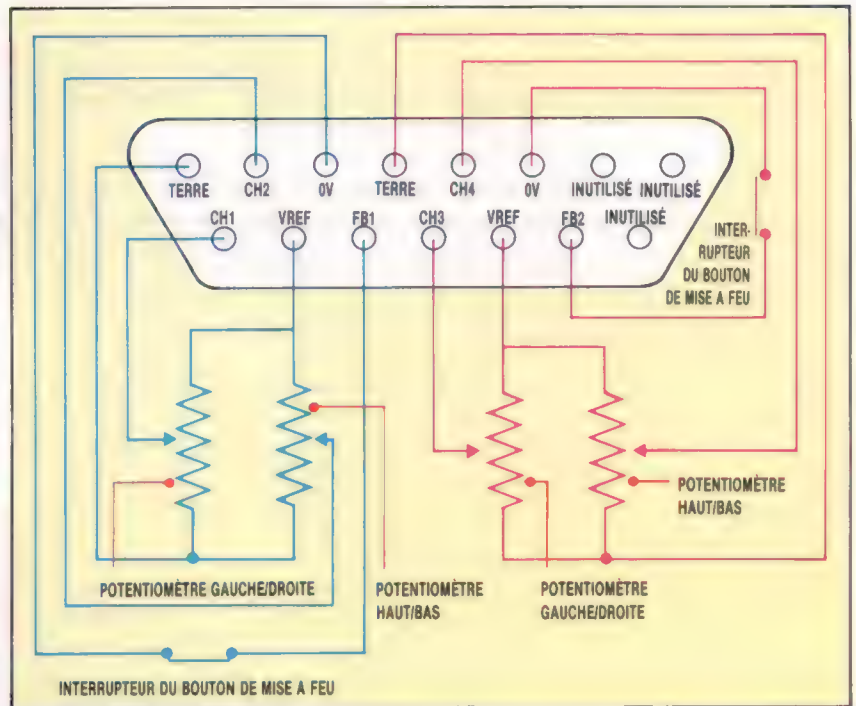 TERRE CH2 0V TERRE CH4 0V INUTILISÉ INUTILISÉ
CH1 VREF FB1 CH3 VREF FB2 INUTILISÉ
INTER-
RUPTEUR
DU BOUTON
DE MISE A FEU
POTENTIOMÈTRE
HAUT/BAS
POTENTIOMÈTRE GAUCHE/DROITE
POTENTIOMÈTRE
HAUT/BAS
POTENTIOMÈTRE
GAUCHE/DROITE
INTERRUPTEUR DU BOUTON DE MISE A FEU